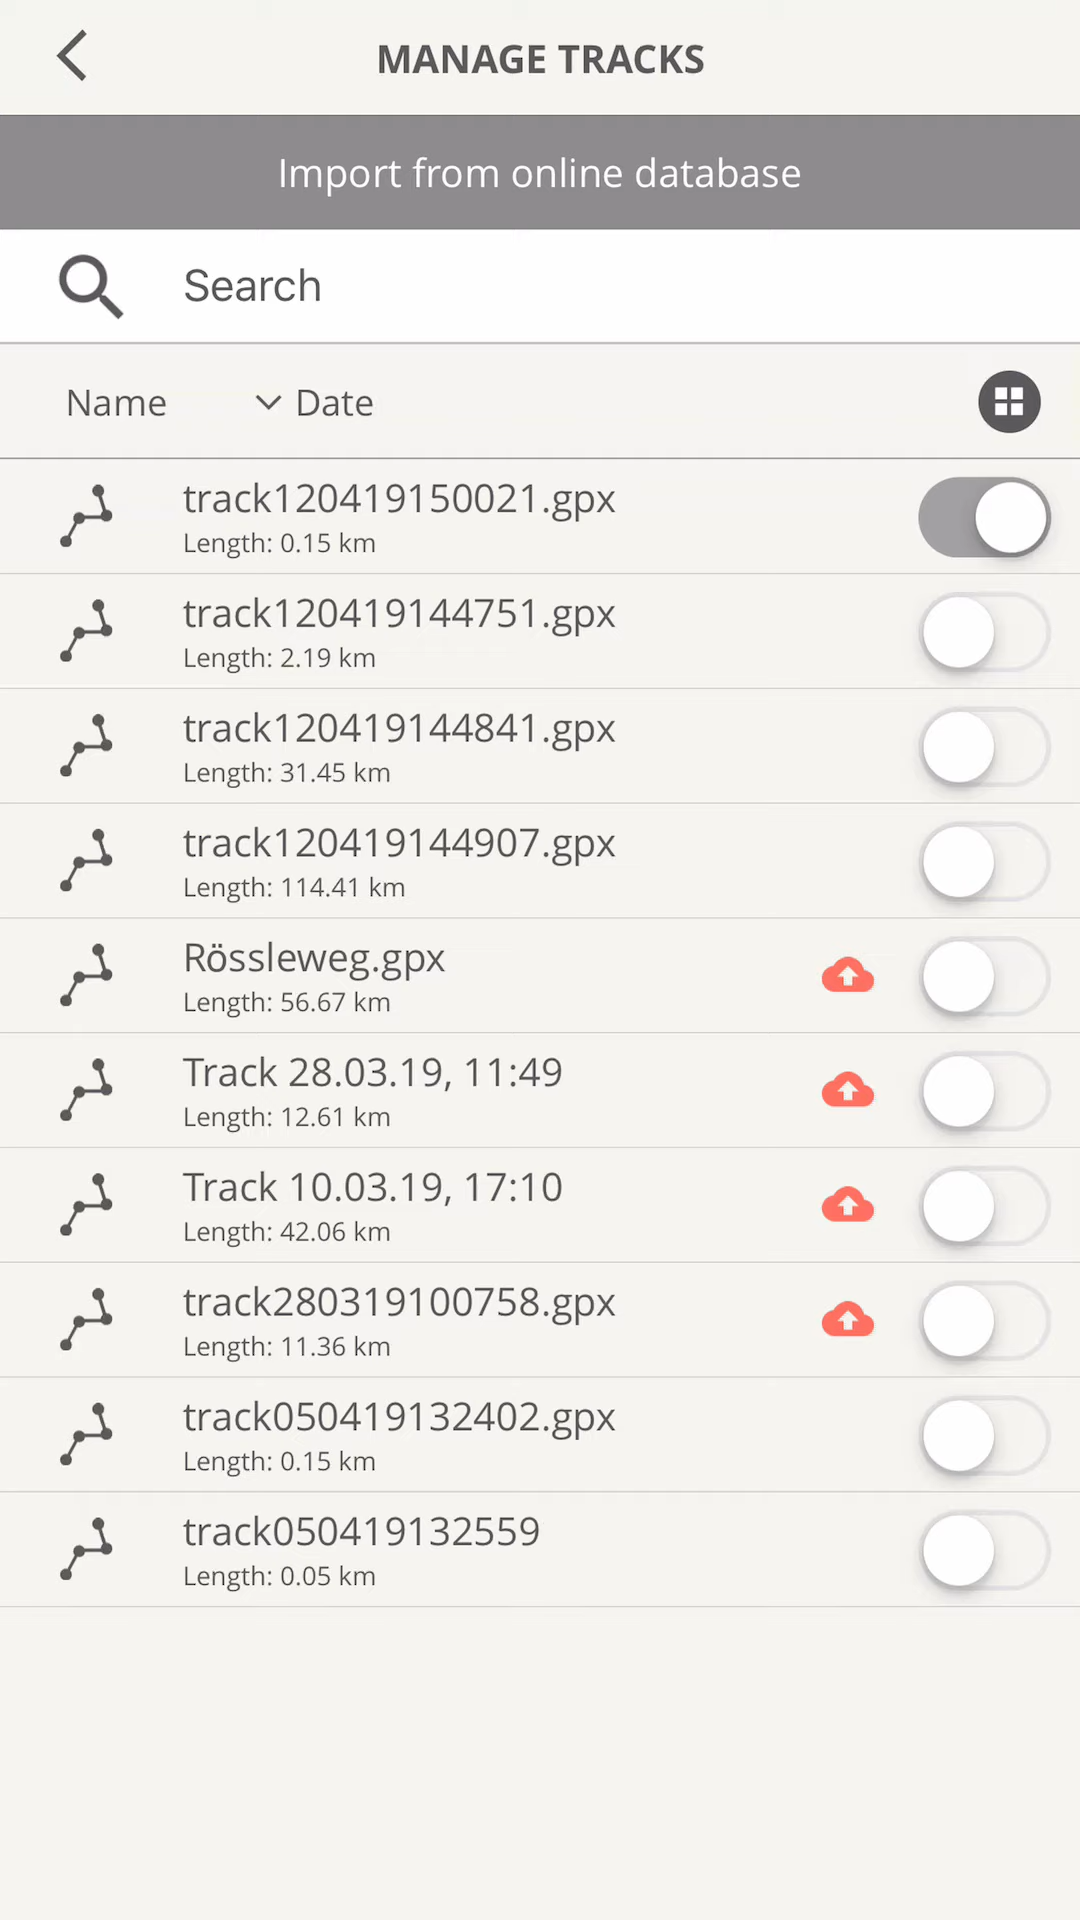 MANAGE TRACKS
Import from online database
Search
Name Date
track120419150021.gpx
Length: 0.15 km
track120419144751.gpx
Length: 2.19 km
track120419144841.gpx
Length: 31.45 km
track120419144907.gpx
Length: 114.41 km
Rössleweg.gpx
Length: 56.67 km
Track 28.03.19, 11:49
Length: 12.61 km
Track 10.03.19, 17:10
Length: 42.06 km
track280319100758.gpx
Length: 11.36 km
track050419132402.gpx
Length: 0.15 km
track050419132559
Length: 0.05 km